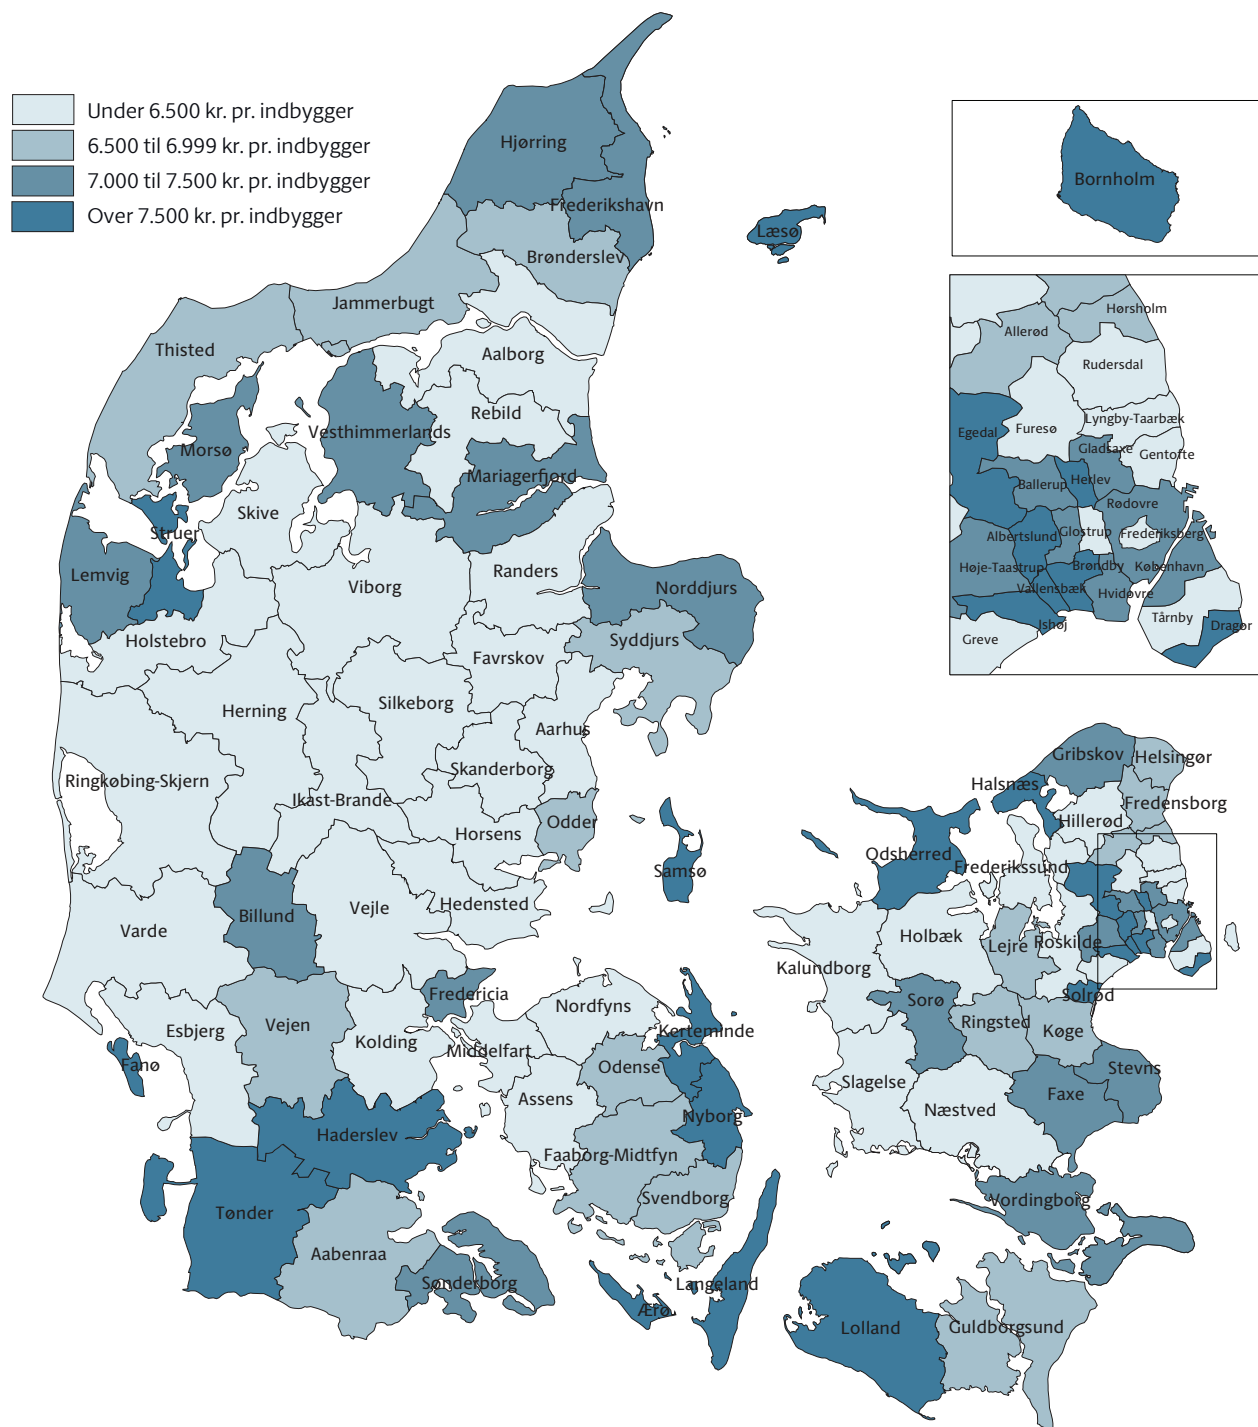 Under 6.500 kr. pr. indbygger
6.500 til 6.999 kr. pr. indbygger
7.000 til 7.500 kr. pr. indbygger
Over 7.500 kr. pr. indbygger
Hjørring
Frederikshavn
Læsø
Brønderslev
Jammerbugt
Thisted
Aalborg
Rebild
Vesthimmerlands
Morsø
Mariagerfjord
Skive
Struer
Lemvig
Viborg
Randers
Norddjurs
Holstebro
Syddjurs
Favrskov
Silkeborg
Herning
Aarhus
Ringkøbing-Skjern
Skanderborg
Ikast-Brande
Horsens
Odder
Samsø
Hedensted
Vejle
Billund
Varde
Fredericia
Esbjerg
Vejen
Kolding
Fanø
Haderslev
Tønder
Aabenraa
Sønderborg
Nordfyns
Kerteminde
Middelfart
Odense
Assens
Nyborg
Faaborg-Midtfyn
Svendborg
Langeland
Ærø
Bornholm
Hørsholm
Allerød
Rudersdal
Lyngby-Taarbæk
Furesø
Egedal
Gladsaxe
Gentofte
Ballerup
Herlev
Rødovre
Albertslund
Glostrup
Frederiksberg
Høje-Taastrup
Brøndby
København
Vallensbæk
Hvidovre
Ishøj
Tårnby
Dragør
Greve
Gribskov
Helsingør
Halsnæs
Fredensborg
Hillerød
Odsherred
Frederikssund
Holbæk
Lejre
Roskilde
Kalundborg
Solrød
Sorø
Ringsted
Køge
Stevns
Slagelse
Næstved
Faxe
Vordingborg
Lolland
Guldborgsund